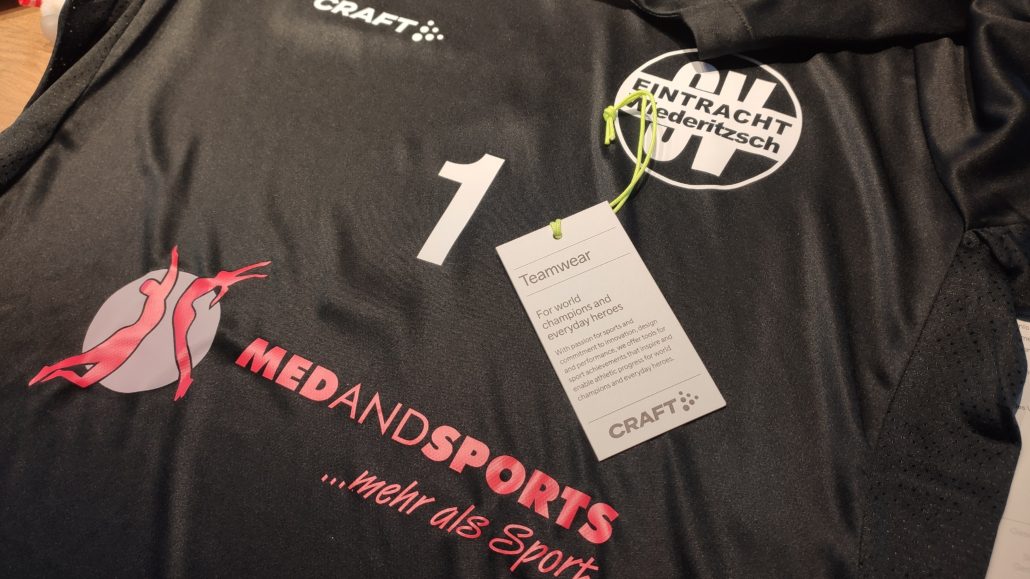 CRAFT
SV
EINTRACHT
Wiederitzsch
1
Teamwear
For world
champions and
everyday heroes
With passion for sports and
commitment to innovation, design
and performance, we offer tools for
sport achievements that inspire and
enable athletic progress for world
champions and everyday heroes.
CRAFT
MEDANDSPORTS
...mehr als Sport